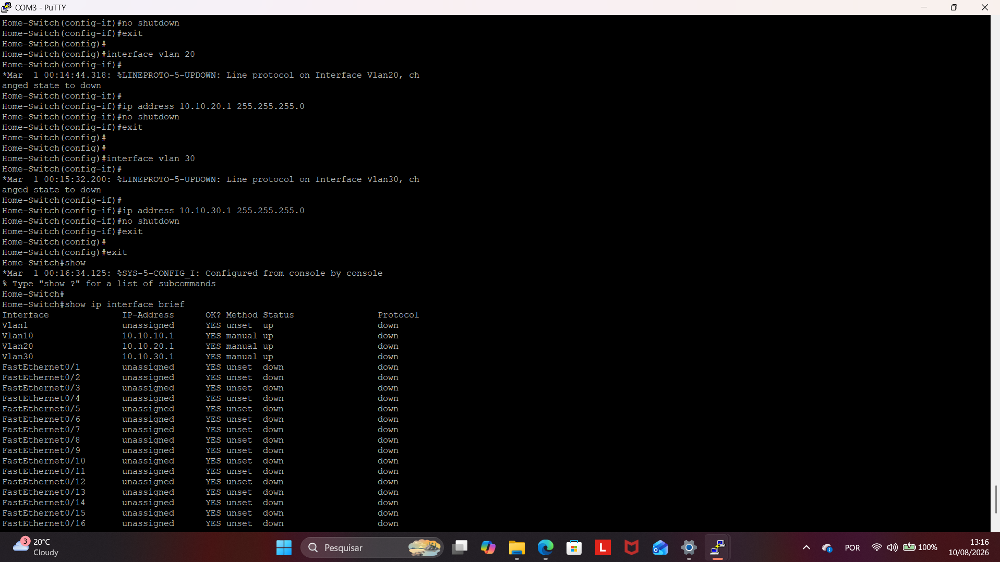 COM3 - PuTTY
Home-Switch(config-if)#no shutdown
Home-Switch(config-if)#exit
Home-Switch(config)#
Home-Switch(config)#interface vlan 20
Home-Switch(config-if)#
*Mar  1 00:14:44.318: %LINEPROTO-5-UPDOWN: Line protocol on Interface Vlan20, ch
anged state to down
Home-Switch(config-if)#
Home-Switch(config-if)#ip address 10.10.20.1 255.255.255.0
Home-Switch(config-if)#no shutdown
Home-Switch(config-if)#exit
Home-Switch(config)#
Home-Switch(config)#
Home-Switch(config)#interface vlan 30
Home-Switch(config-if)#
*Mar  1 00:15:32.200: %LINEPROTO-5-UPDOWN: Line protocol on Interface Vlan30, ch
anged state to down
Home-Switch(config-if)#
Home-Switch(config-if)#ip address 10.10.30.1 255.255.255.0
Home-Switch(config-if)#no shutdown
Home-Switch(config-if)#exit
Home-Switch(config)#
Home-Switch(config)#exit
Home-Switch#show
*Mar  1 00:16:34.125: %SYS-5-CONFIG_I: Configured from console by console
% Type "show ?" for a list of subcommands
Home-Switch#
Home-Switch#show ip interface brief
Interface              IP-Address      OK? Method Status                Protocol
Vlan1                  unassigned      YES unset  up                    down
Vlan10                 10.10.10.1      YES manual up                    down
Vlan20                 10.10.20.1      YES manual up                    down
Vlan30                 10.10.30.1      YES manual up                    down
FastEthernet0/1        unassigned      YES unset  down                  down
FastEthernet0/2        unassigned      YES unset  down                  down
FastEthernet0/3        unassigned      YES unset  down                  down
FastEthernet0/4        unassigned      YES unset  down                  down
FastEthernet0/5        unassigned      YES unset  down                  down
FastEthernet0/6        unassigned      YES unset  down                  down
FastEthernet0/7        unassigned      YES unset  down                  down
FastEthernet0/8        unassigned      YES unset  down                  down
FastEthernet0/9        unassigned      YES unset  down                  down
FastEthernet0/10       unassigned      YES unset  down                  down
FastEthernet0/11       unassigned      YES unset  down                  down
FastEthernet0/12       unassigned      YES unset  down                  down
FastEthernet0/13       unassigned      YES unset  down                  down
FastEthernet0/14       unassigned      YES unset  down                  down
FastEthernet0/15       unassigned      YES unset  down                  down
FastEthernet0/16       unassigned      YES unset  down                  down
3
20°C
Cloudy
Pesquisar
L
POR
100%
13:16
10/08/2026